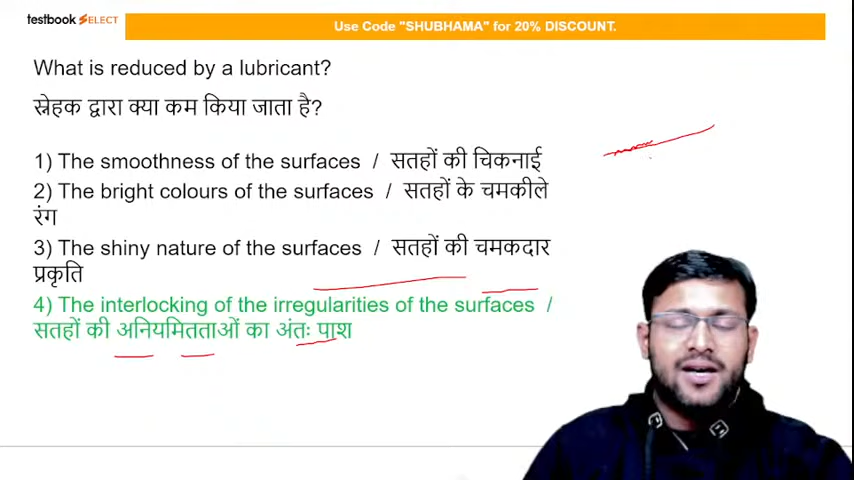 testbook SELECT
Use Code "SHUBHAMA" for 20% DISCOUNT.
What is reduced by a lubricant?
स्नेहक द्वारा क्या कम किया जाता है?
1) The smoothness of the surfaces / सतहों की चिकनाई
2) The bright colours of the surfaces / सतहों के चमकीले
रंग
3) The shiny nature of the surfaces / सतहों की चमकदार
प्रकृति
4) The interlocking of the irregularities of the surfaces /
सतहों की अनियमितताओं का अंतः पाश